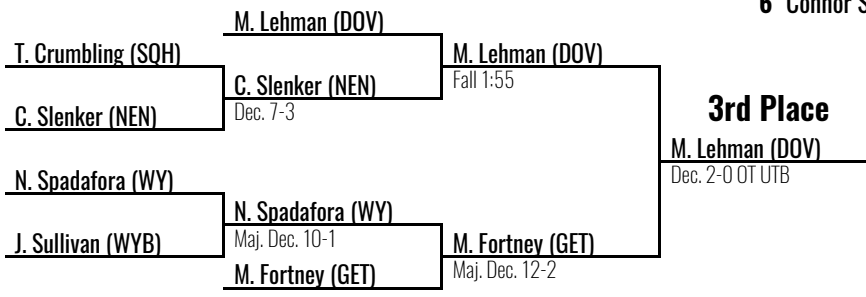 6 Connor S
M. Lehman (DOV)
T. Crumbling (SQH)
M. Lehman (DOV)
Fall 1:55
C. Slenker (NEN)
Dec. 7-3
C. Slenker (NEN)
3rd Place
M. Lehman (DOV)
Dec. 2-0 OT UTB
N. Spadafora (WY)
N. Spadafora (WY)
Maj. Dec. 10-1
J. Sullivan (WYB)
M. Fortney (GET)
Maj. Dec. 12-2
M. Fortney (GET)